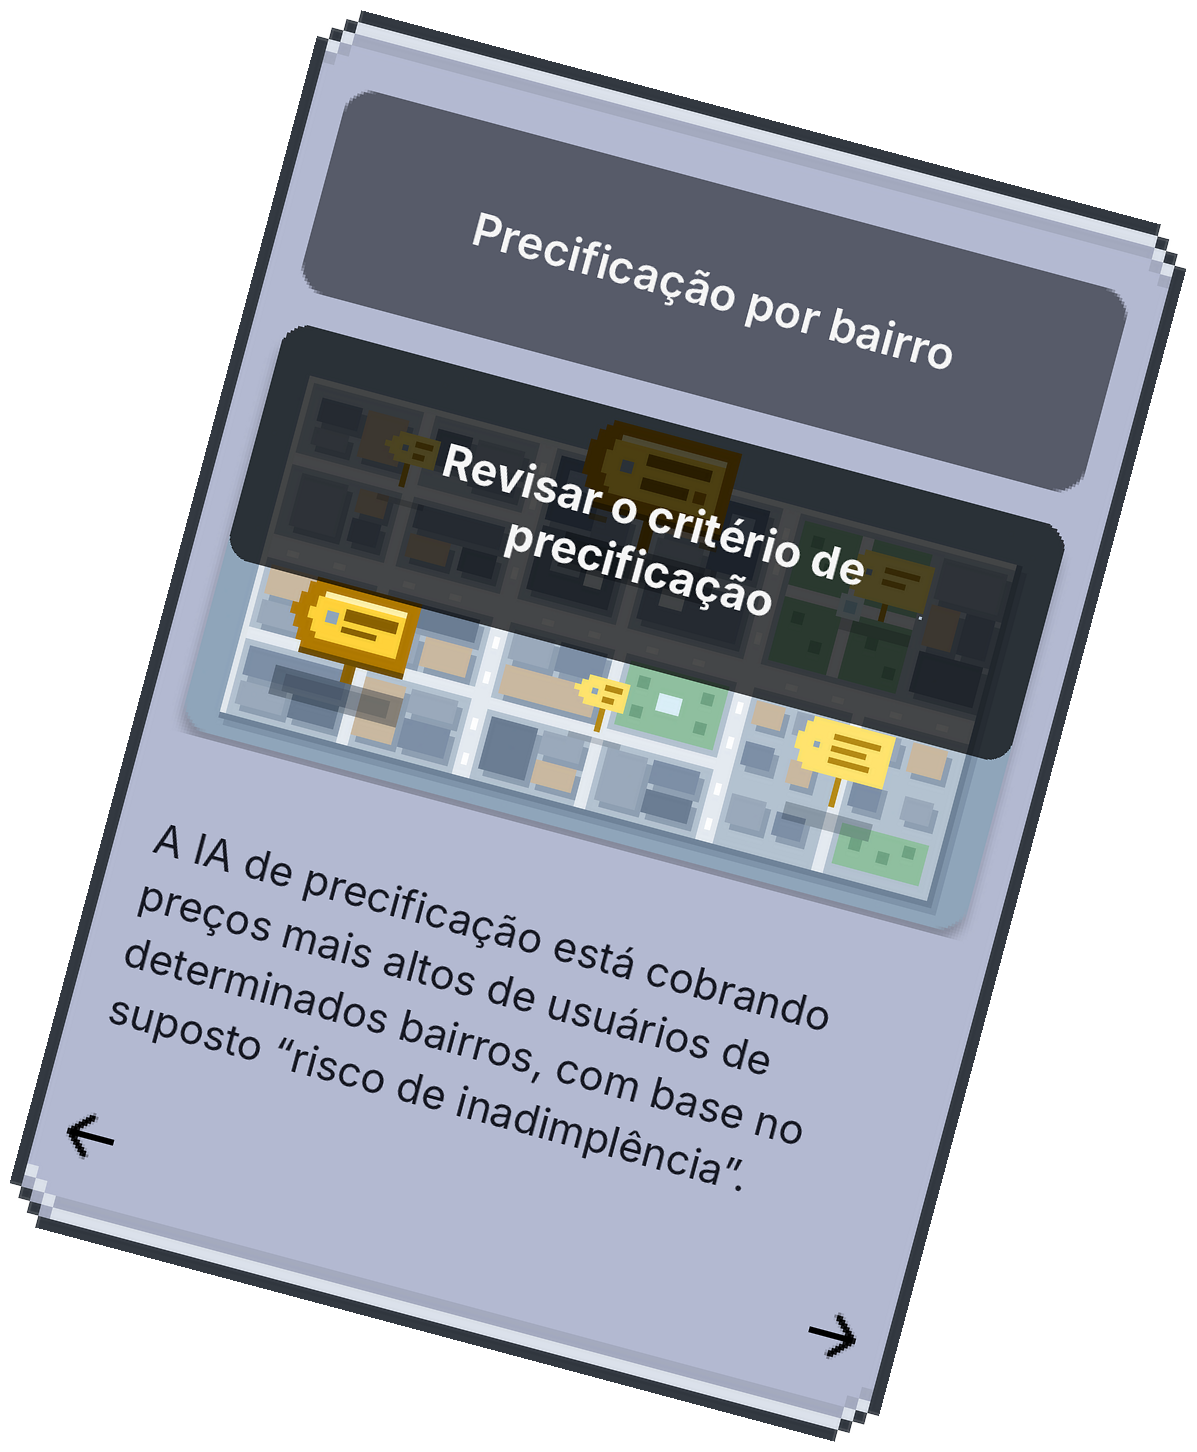 Precificação por bairro
Revisar o critério de
precificação
A IA de precificação está cobrando
preços mais altos de usuários de
determinados bairros, com base no
suposto “risco de inadimplência”.